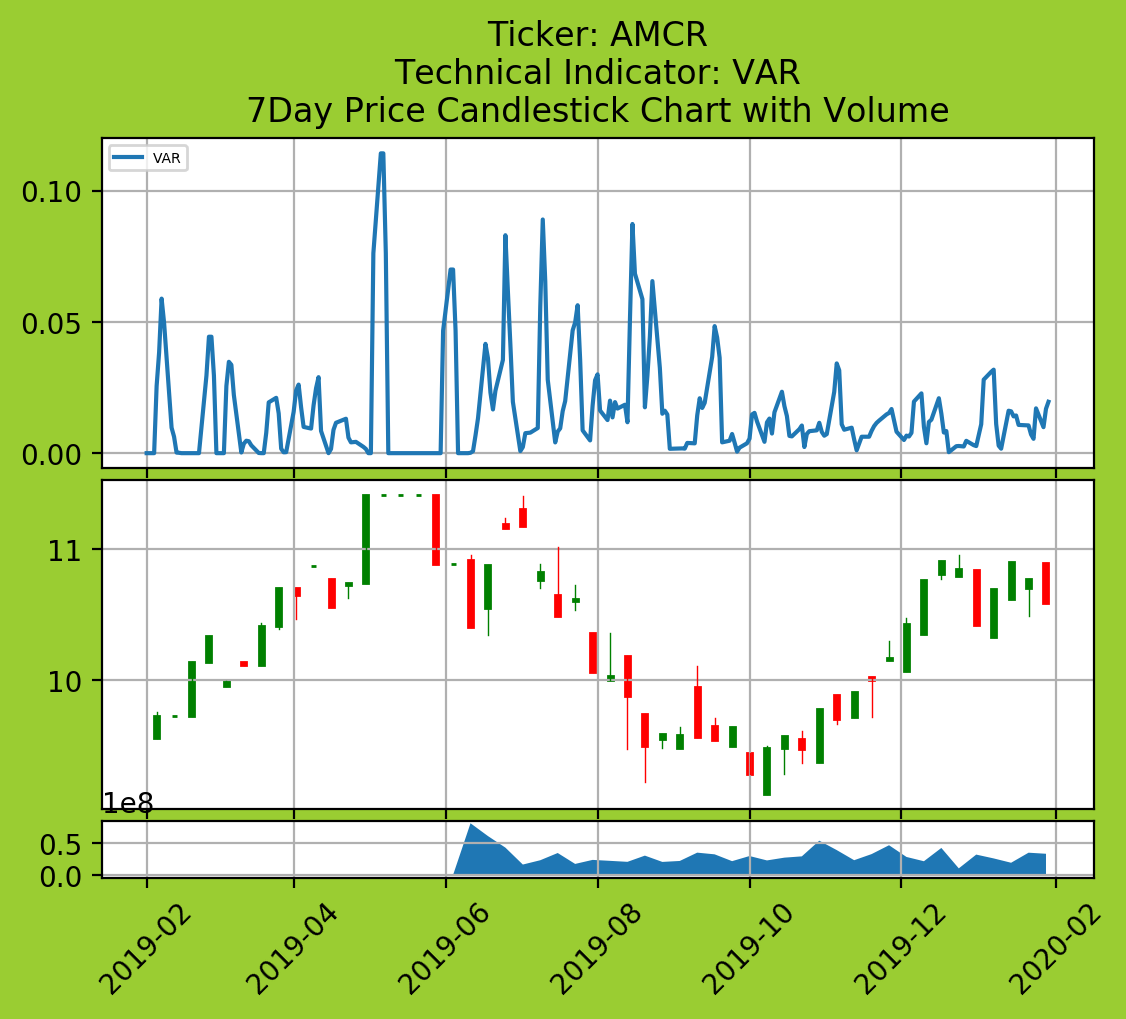 Ticker: AMCR
Technical Indicator: VAR
7Day Price Candlestick Chart with Volume
VAR
0.10
0.05
0.00
11
10
1e8
0.5
0.0
2019-02
2019-04
2019-06
2019-08
2019-10
2019-12
2020-02